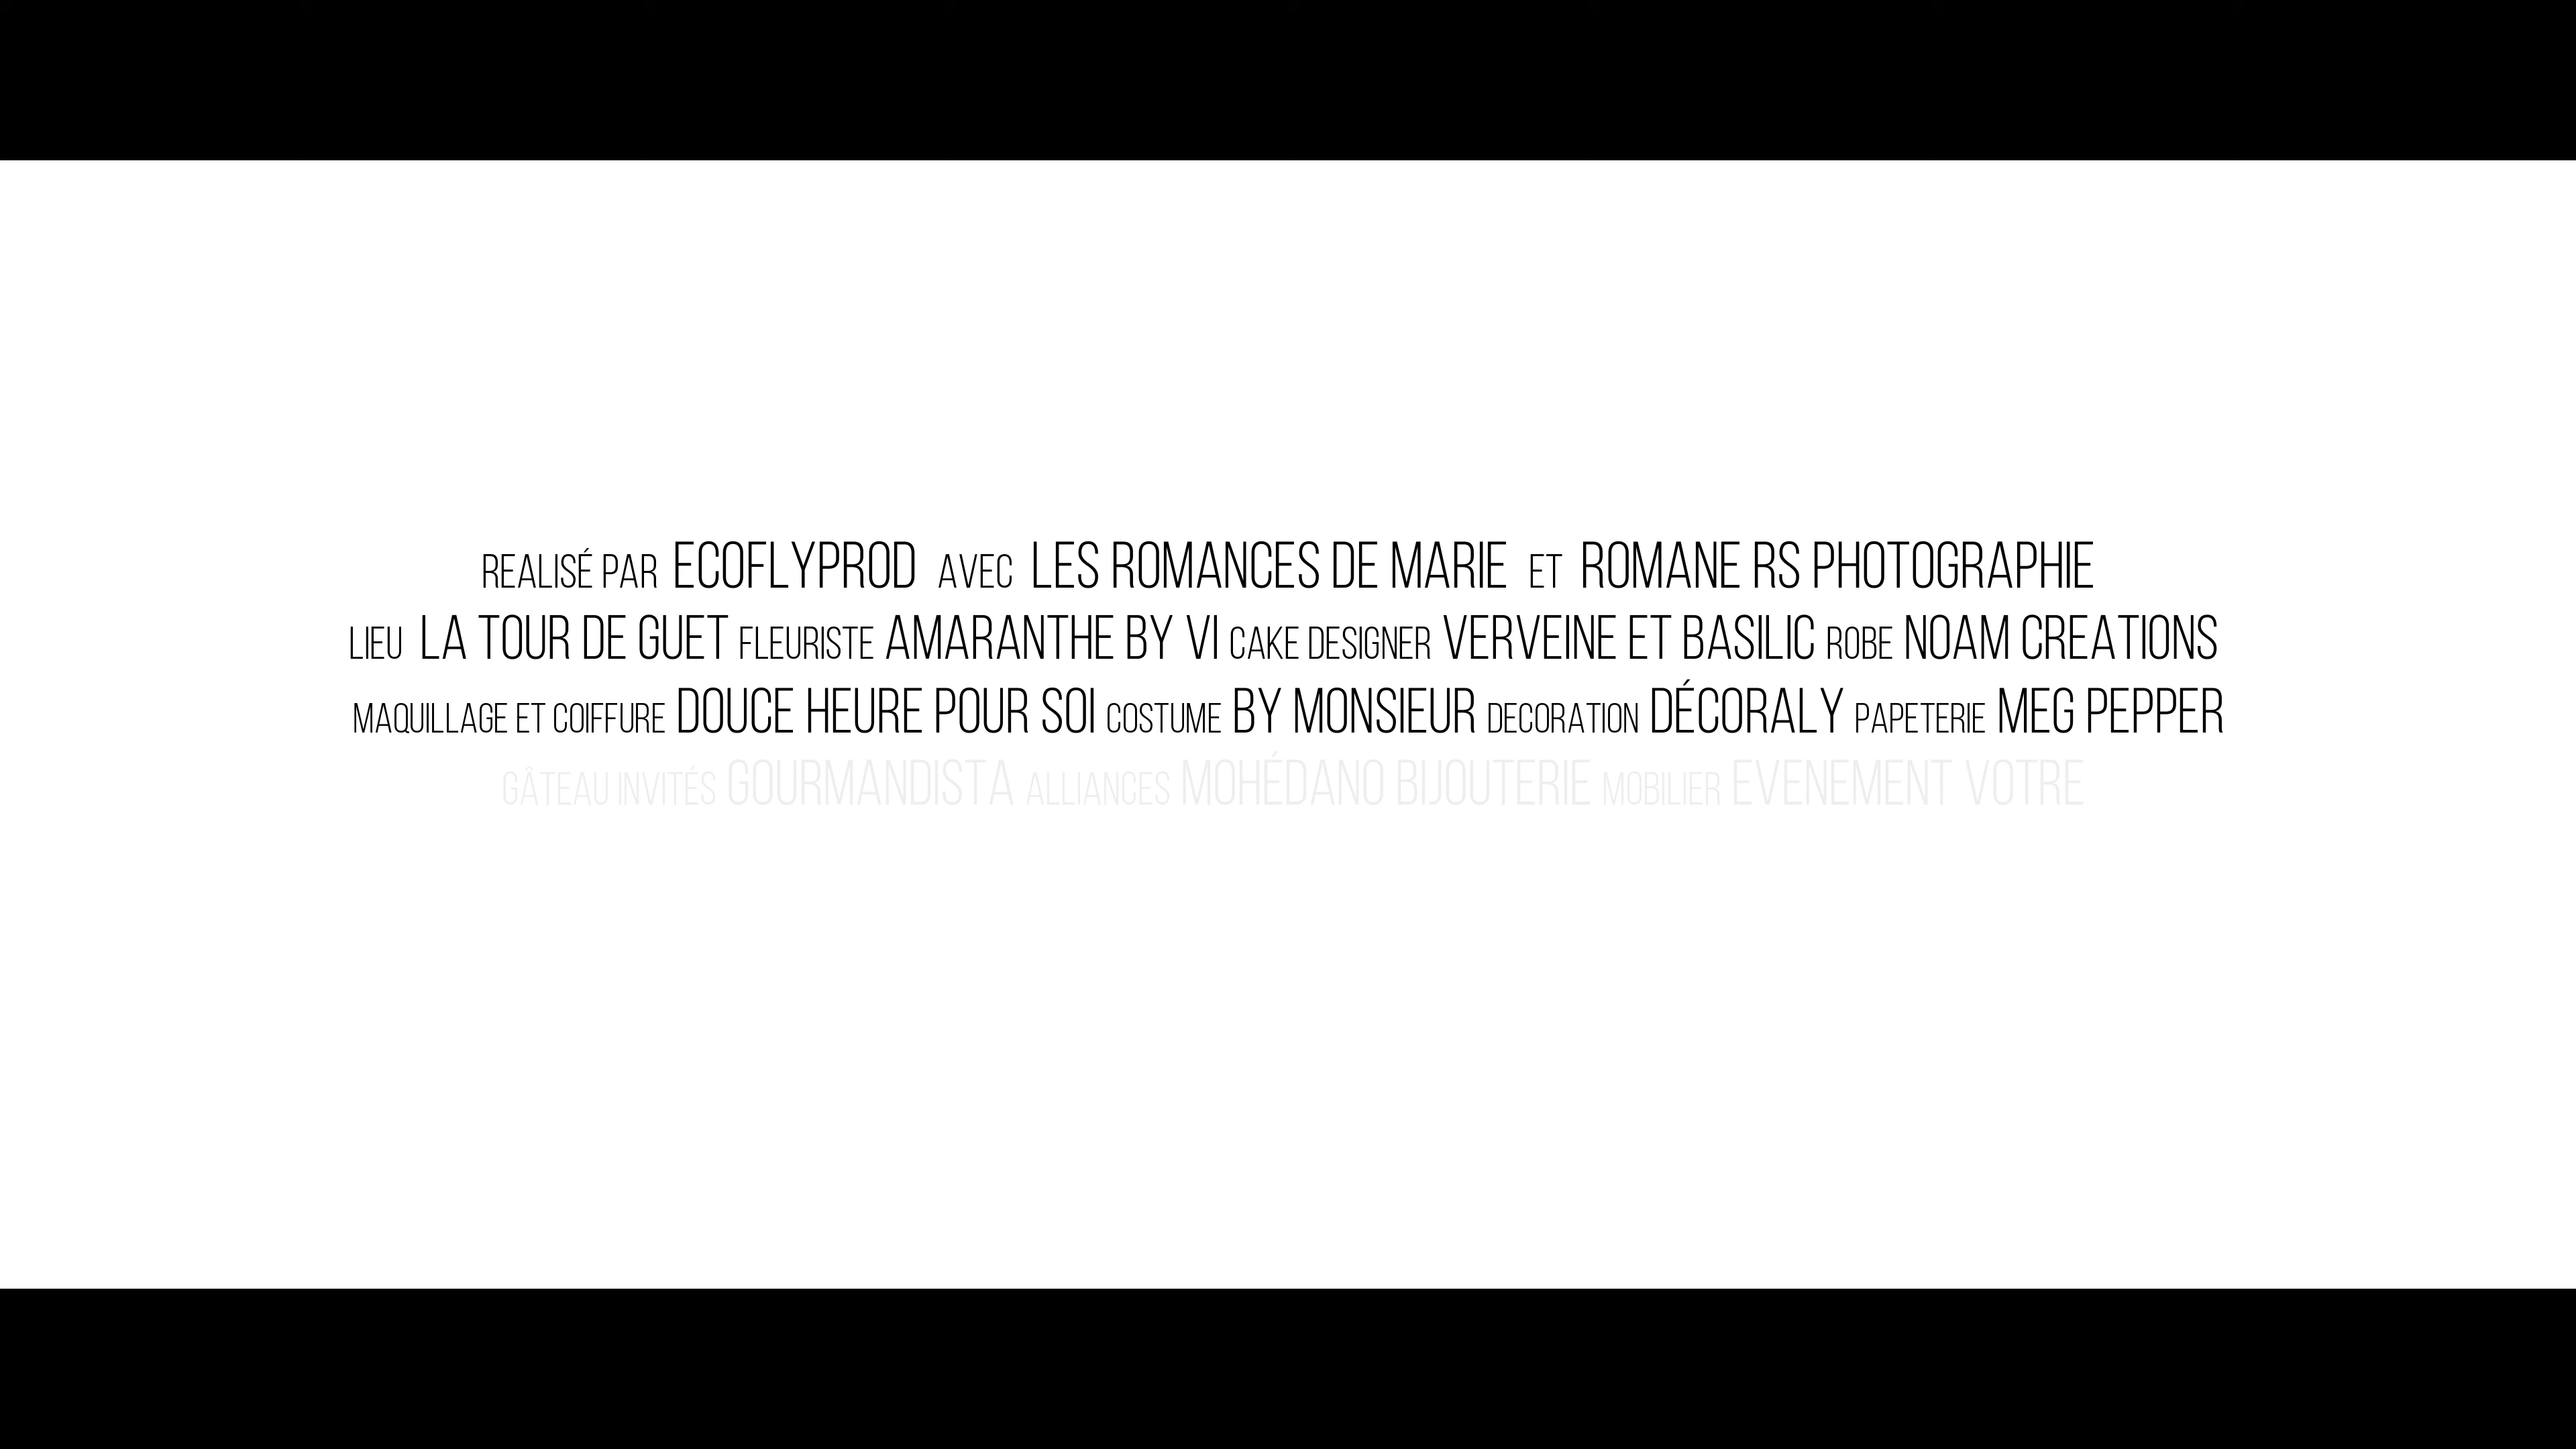 REALISÉ PAR ECOFLYPROD AVEC LES ROMANCES DE MARIE ET ROMANE RS PHOTOGRAPHIE
LIEU LA TOUR DE GUET FLEURISTE AMARANTHE BY VI CAKE DESIGNER VERVEINE ET BASILIC ROBE NOAM CREATIONS
MAQUILLAGE ET COIFFURE DOUCE HEURE POUR SOI COSTUME BY MONSIEUR DECORATION DÉCORALY PAPETERIE MEG PEPPER
GÂTEAU INVITÉS GOURMANDISTA ALLIANCES MOHÉDANO BIJOUTERIE MOBILIER EVENEMENT VOTRE